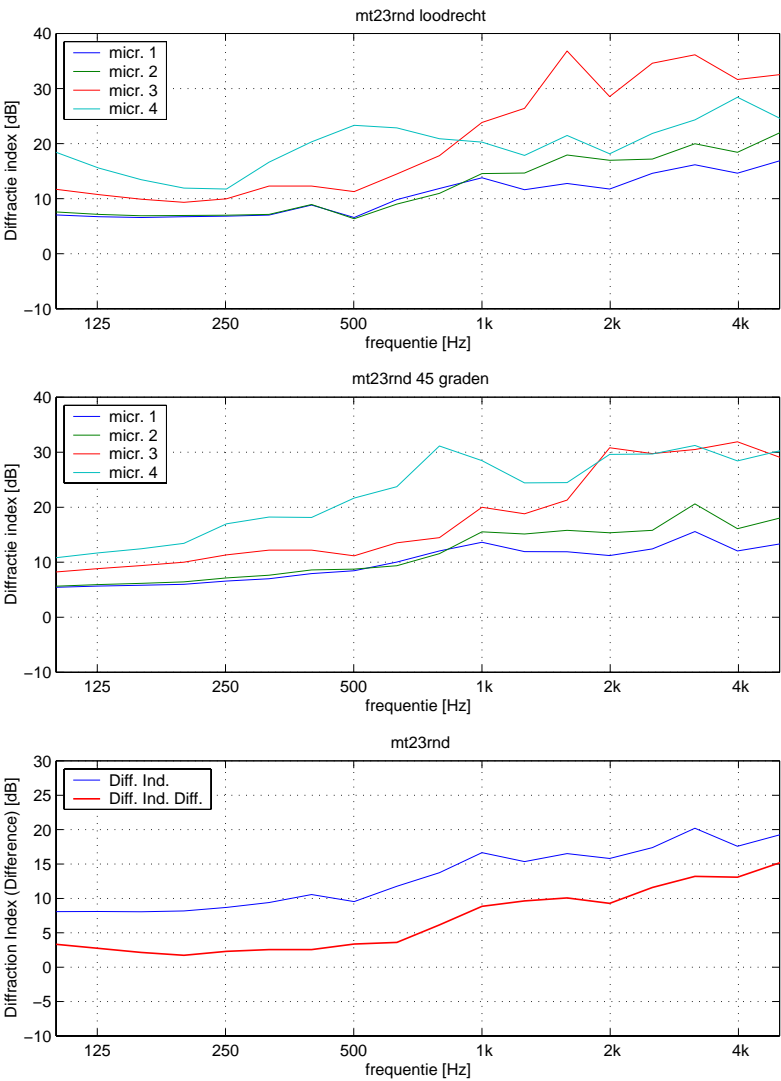 mt23rnd loodrecht
40
30
20
10
0
−10
Diffractie index [dB]
micr. 1
micr. 2
micr. 3
micr. 4
125 250 500 1k 2k 4k
frequentie [Hz]
mt23rnd 45 graden
40
30
20
10
0
−10
Diffractie index [dB]
micr. 1
micr. 2
micr. 3
micr. 4
125 250 500 1k 2k 4k
frequentie [Hz]
mt23rnd
30
25
20
15
10
5
0
−5
−10
Diffraction Index (Difference) [dB]
Diff. Ind.
Diff. Ind. Diff.
125 250 500 1k 2k 4k
frequentie [Hz]